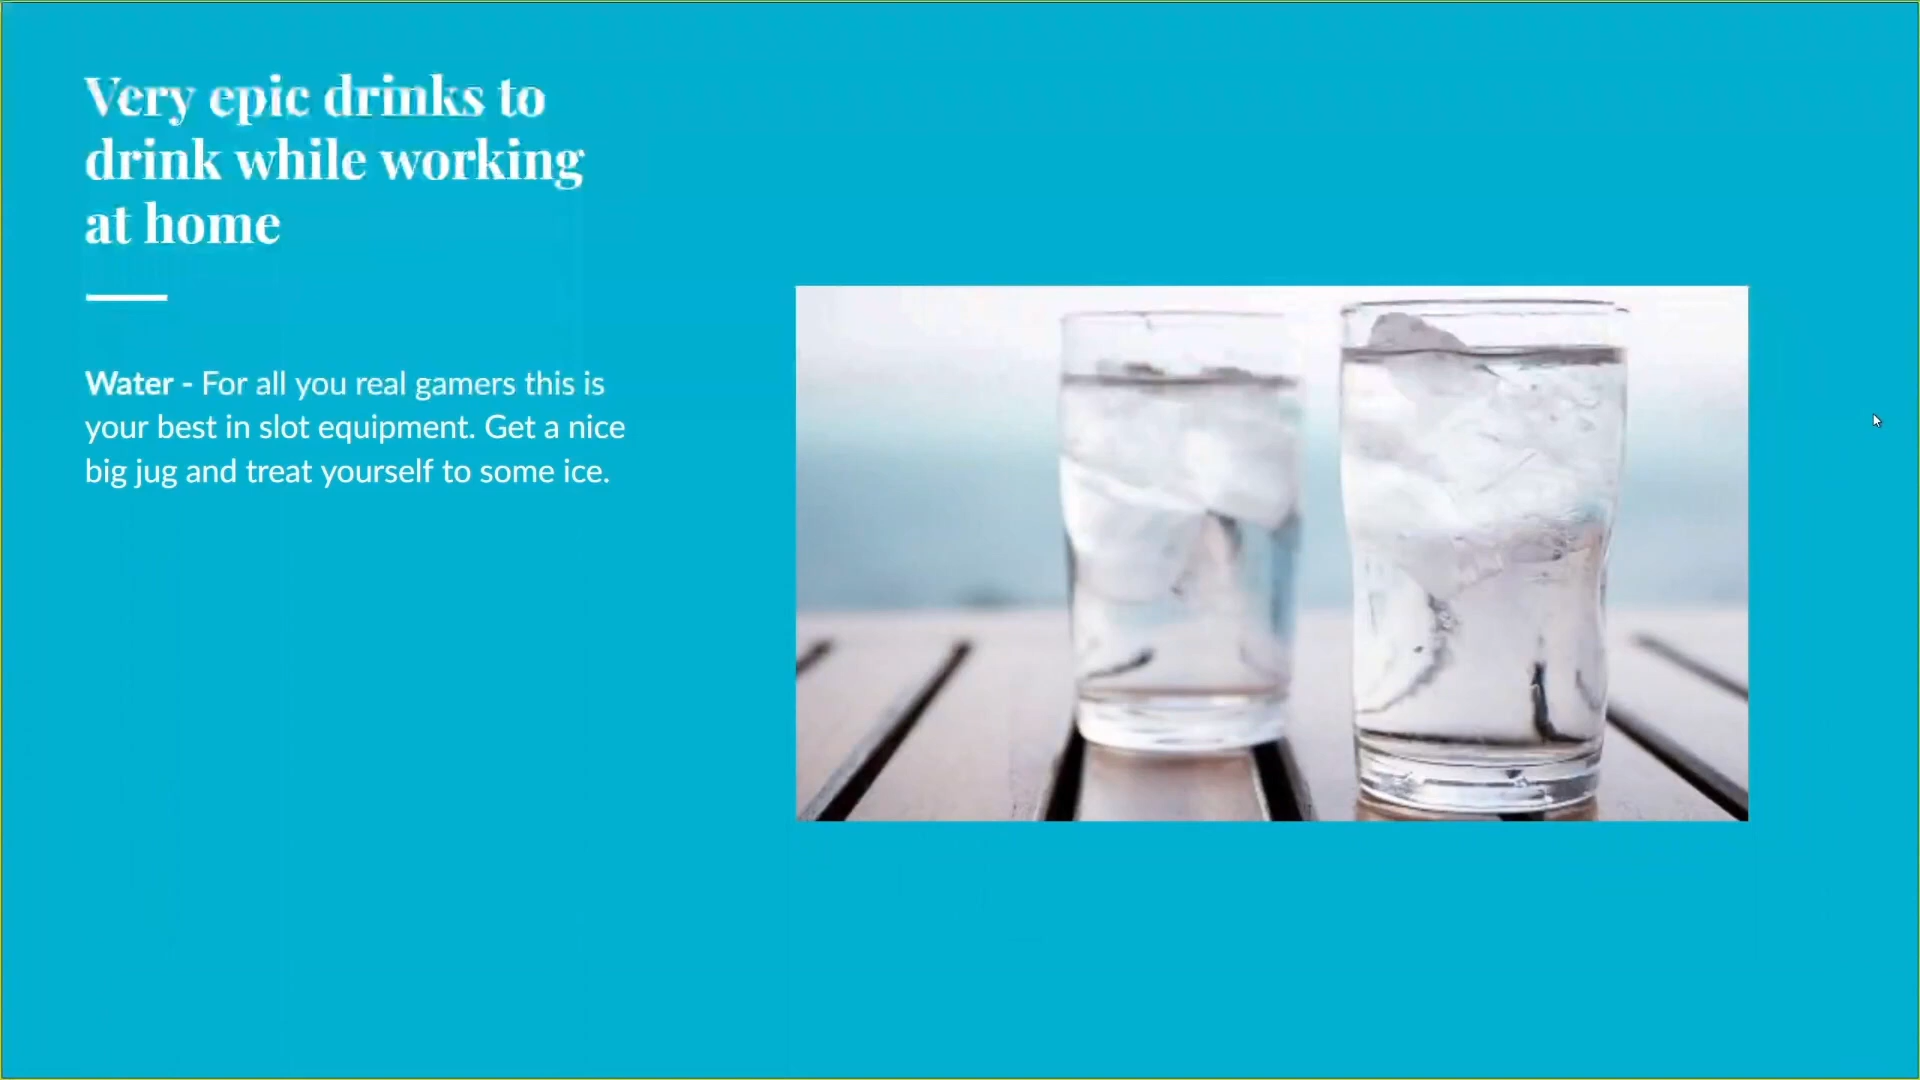 Very epic drinks to
drink while working
at home
Water - For all you real gamers this is
your best in slot equipment. Get a nice
big jug and treat yourself to some ice.